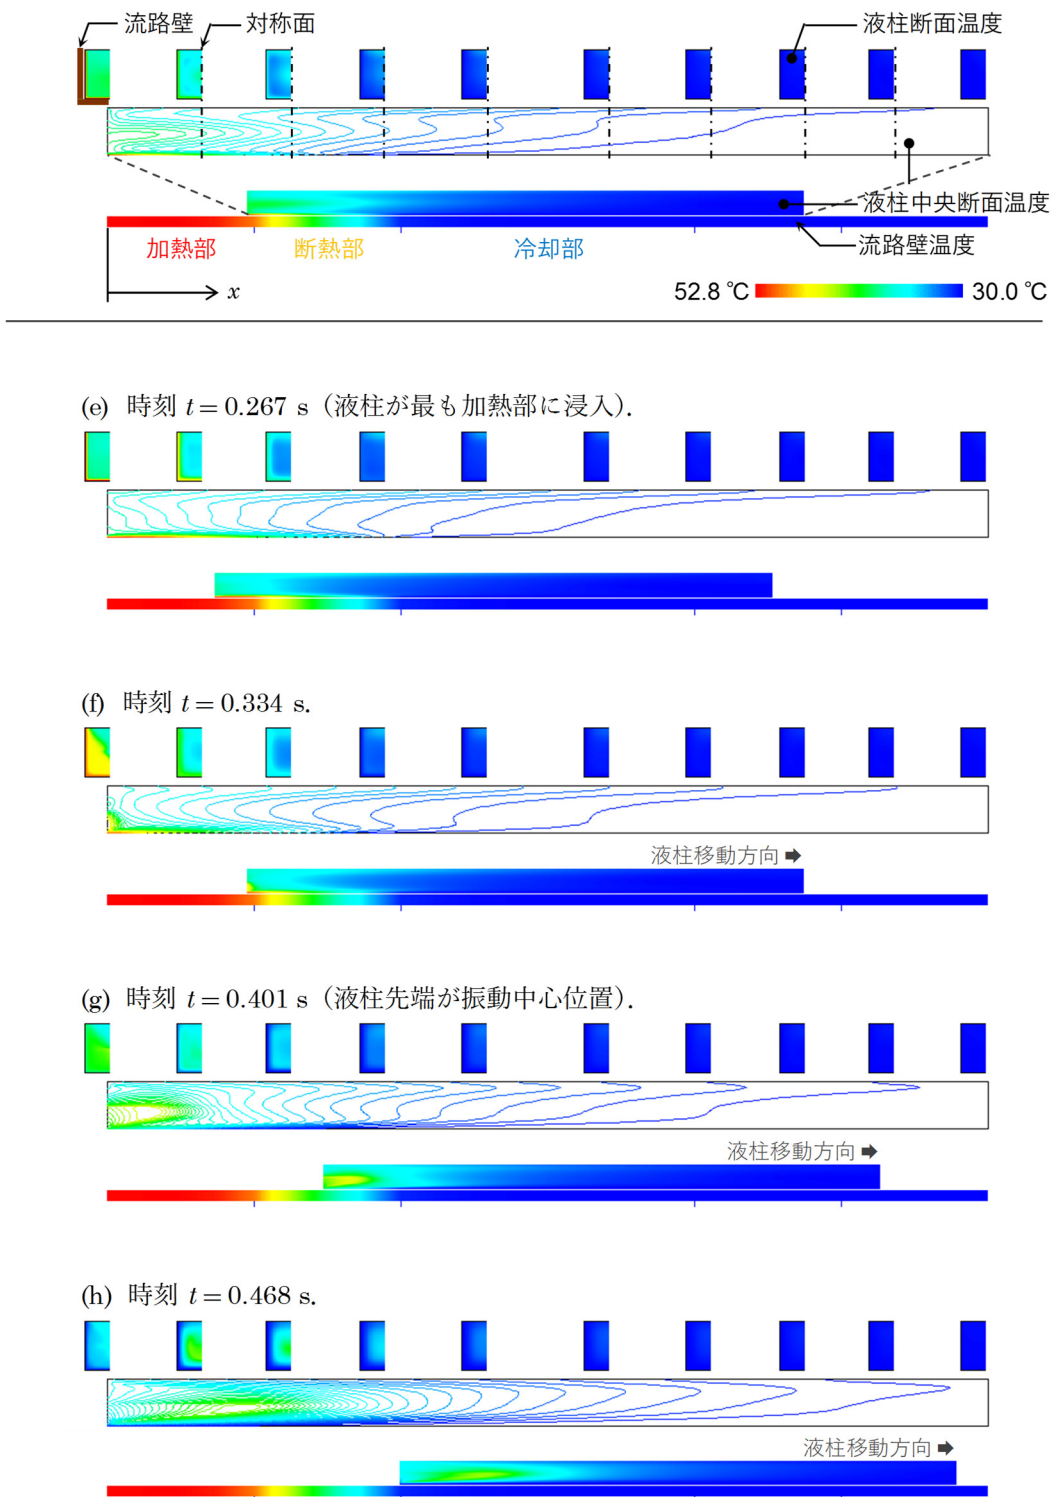 流路壁 対称面 液柱断面温度
液柱中央断面温度
加熱部 断熱部 冷却部 流路壁温度
x 52.8 ℃ 30.0 ℃
(e) 時刻 t = 0.267 s（液柱が最も加熱部に浸入）.
(f) 時刻 t = 0.334 s.
液柱移動方向 ➡
(g) 時刻 t = 0.401 s（液柱先端が振動中心位置）.
液柱移動方向 ➡
(h) 時刻 t = 0.468 s.
液柱移動方向 ➡